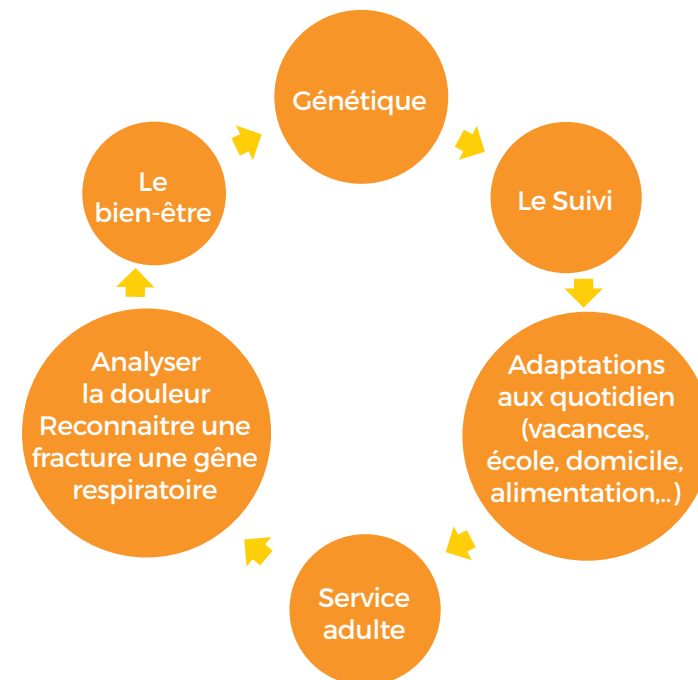 Génétique
Le Suivi
Adaptations
aux quotidien
(vacances,
école, domicile,
alimentation,..)
Service
adulte
Analyser
la douleur
Reconnaitre une
fracture une gêne
respiratoire
Le
bien-être